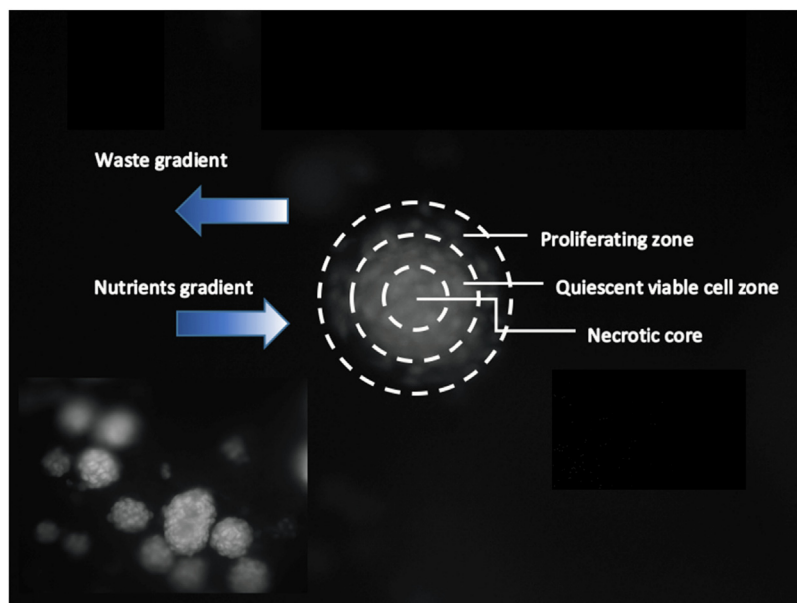 Waste gradient
Proliferating zone
Nutrients gradient
Quiescent viable cell zone
Necrotic core